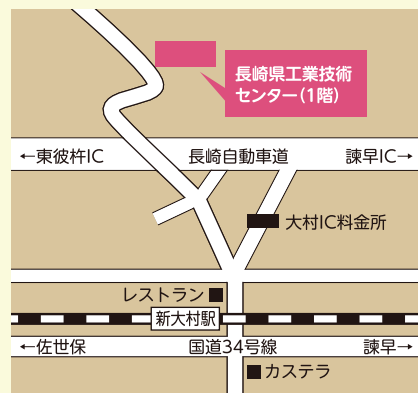 長崎県工業技術
センター(1階)
←東彼杵IC
長崎自動車道
諫早IC→
大村IC料金所
レストラン
新大村駅
←佐世保
国道34号線
諫早→
カステラ